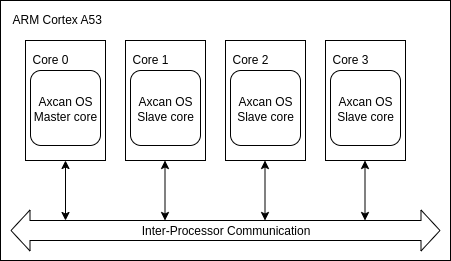 ARM Cortex A53
Core 0
Core 1
Core 2
Core 3
Axcan OS
Master core
Axcan OS
Slave core
Axcan OS
Slave core
Axcan OS
Slave core
Inter-Processor Communication